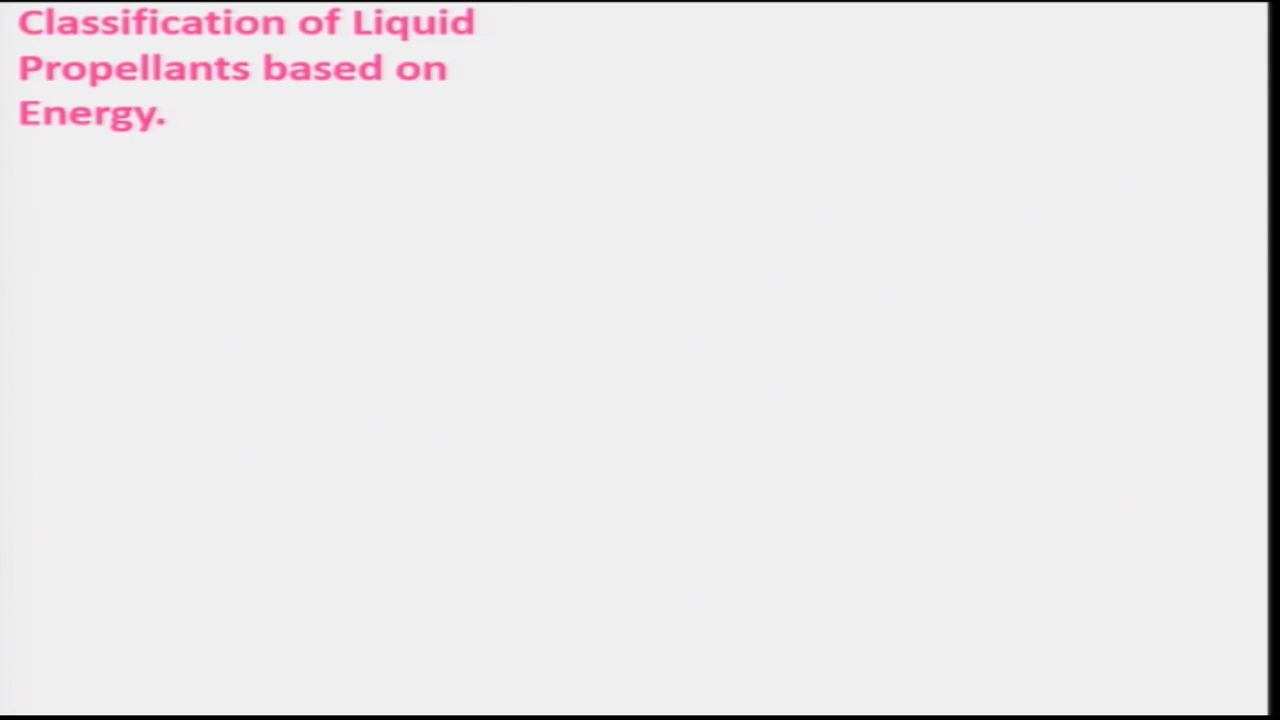 Classification of Liquid
Propellants based on
Energy.